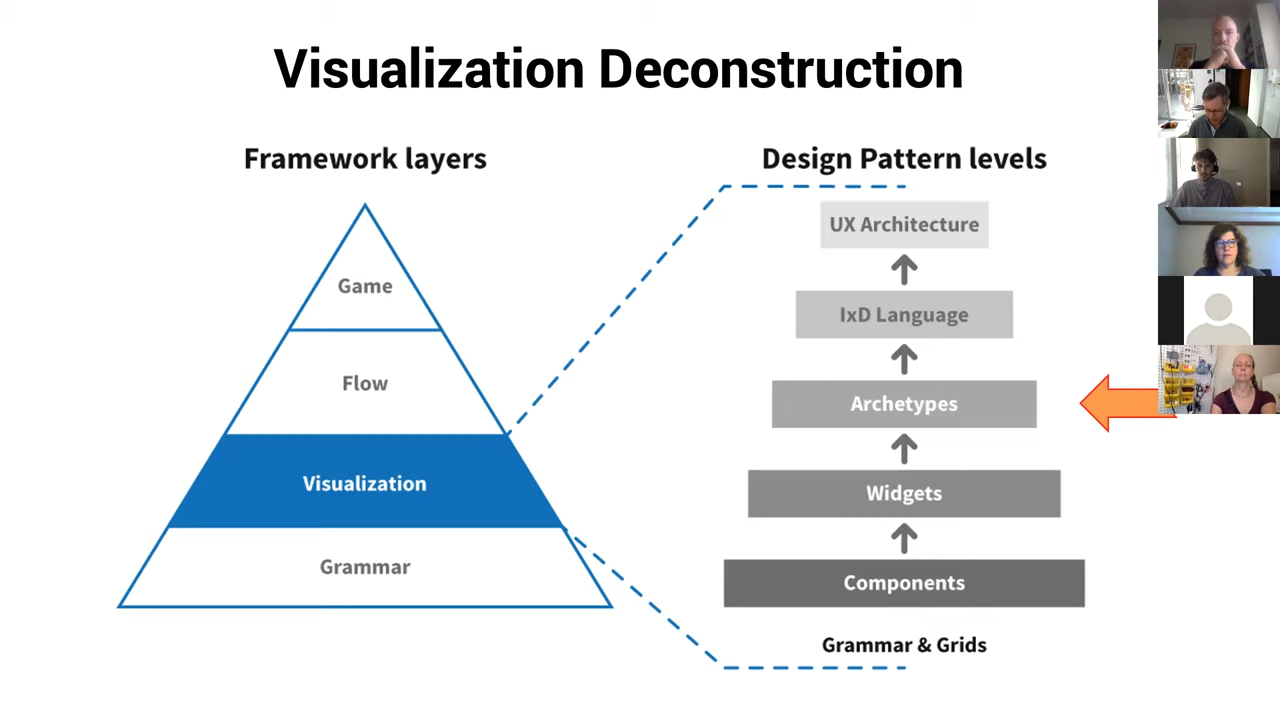 Visualization Deconstruction
Framework layers
Game
Flow
Visualization
Grammar
Design Pattern levels
UX Architecture
IxD Language
Archetypes
Widgets
Components
Grammar & Grids